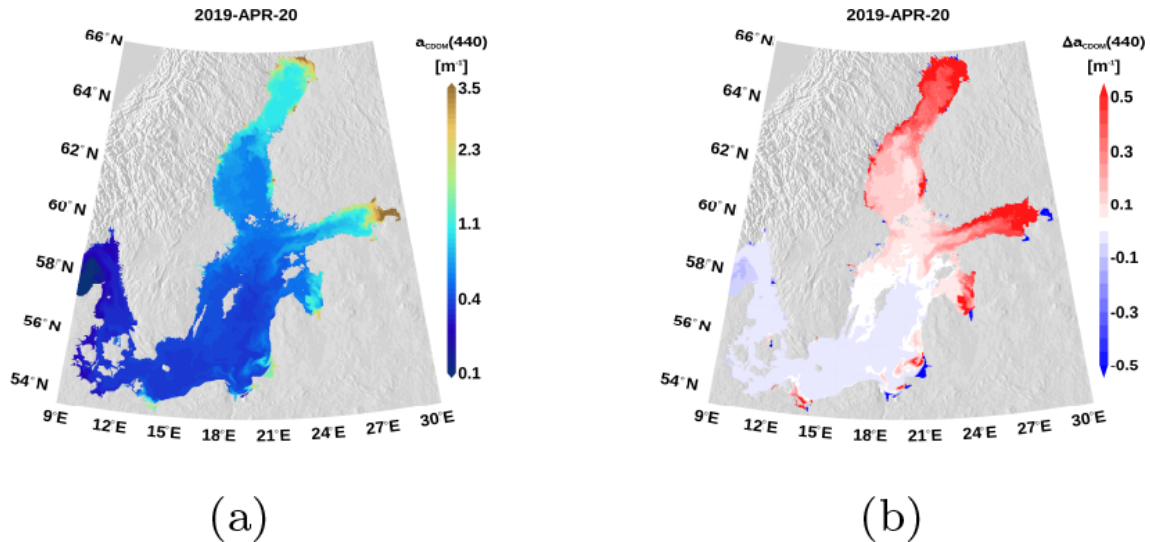 2019-APR-20
a_CDOM(440)
[m⁻¹]
3.5
2.3
1.1
0.4
0.1
66°N
64°N
62°N
60°N
58°N
56°N
54°N
9°E
12°E
15°E
18°E
21°E
24°E
27°E
30°E
(a)
2019-APR-20
Δa_CDOM(440)
[m⁻¹]
0.5
0.3
0.1
-0.1
-0.3
-0.5
66°N
64°N
62°N
60°N
58°N
56°N
54°N
9°E
12°E
15°E
18°E
21°E
24°E
27°E
30°E
(b)